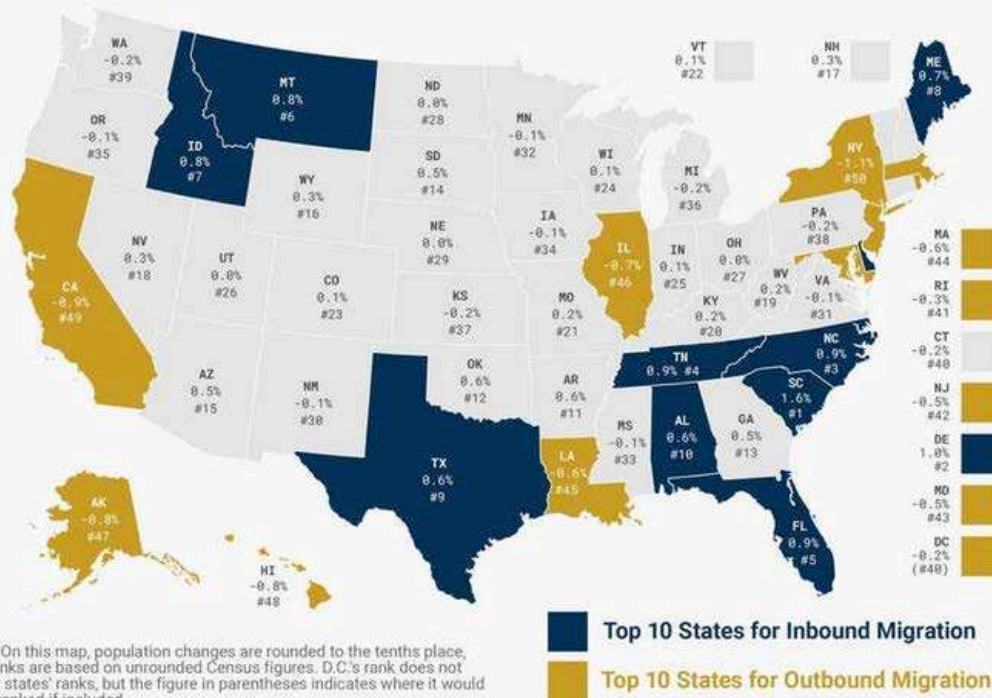 WA
-0.2%
#39
MT
0.8%
#6
ND
0.0%
#28
MN
-0.1%
#32
VT
0.1%
#22
NH
0.3%
#17
ME
0.7%
#8
OR
-0.1%
#35
ID
0.8%
#7
WY
0.3%
#16
SD
0.5%
#14
WI
0.1%
#24
MI
-0.2%
#36
NY
-1.1%
#50
NV
0.3%
#18
UT
0.0%
#26
CO
0.1%
#23
NE
0.0%
#29
IA
-0.1%
#34
IL
-0.7%
#46
IN
0.1%
#25
OH
0.0%
#27
PA
-0.2%
#38
WV
0.2%
#19
VA
-0.1%
#31
CA
-0.9%
#49
KS
-0.2%
#37
MO
0.2%
#21
KY
0.2%
#20
AZ
0.5%
#15
NM
-0.1%
#30
OK
0.6%
#12
AR
0.6%
#11
TN
0.9% #4
NC
0.9%
#3
SC
1.6%
#1
MS
-0.1%
#33
AL
0.6%
#10
GA
0.5%
#13
TX
0.6%
#9
LA
-0.6%
#45
FL
0.9%
#5
AK
-0.8%
#47
HI
-0.8%
#48
MA
-0.6%
#44
RI
-0.3%
#41
CT
-0.2%
#40
NJ
-0.5%
#42
DE
1.0%
#2
MD
-0.5%
#43
DC
-0.2%
(#40)
Top 10 States for Inbound Migration
Top 10 States for Outbound Migration
On this map, population changes are rounded to the tenths place,
nks are based on unrounded Census figures. D.C.'s rank does not
states' ranks, but the figure in parentheses indicates where it would